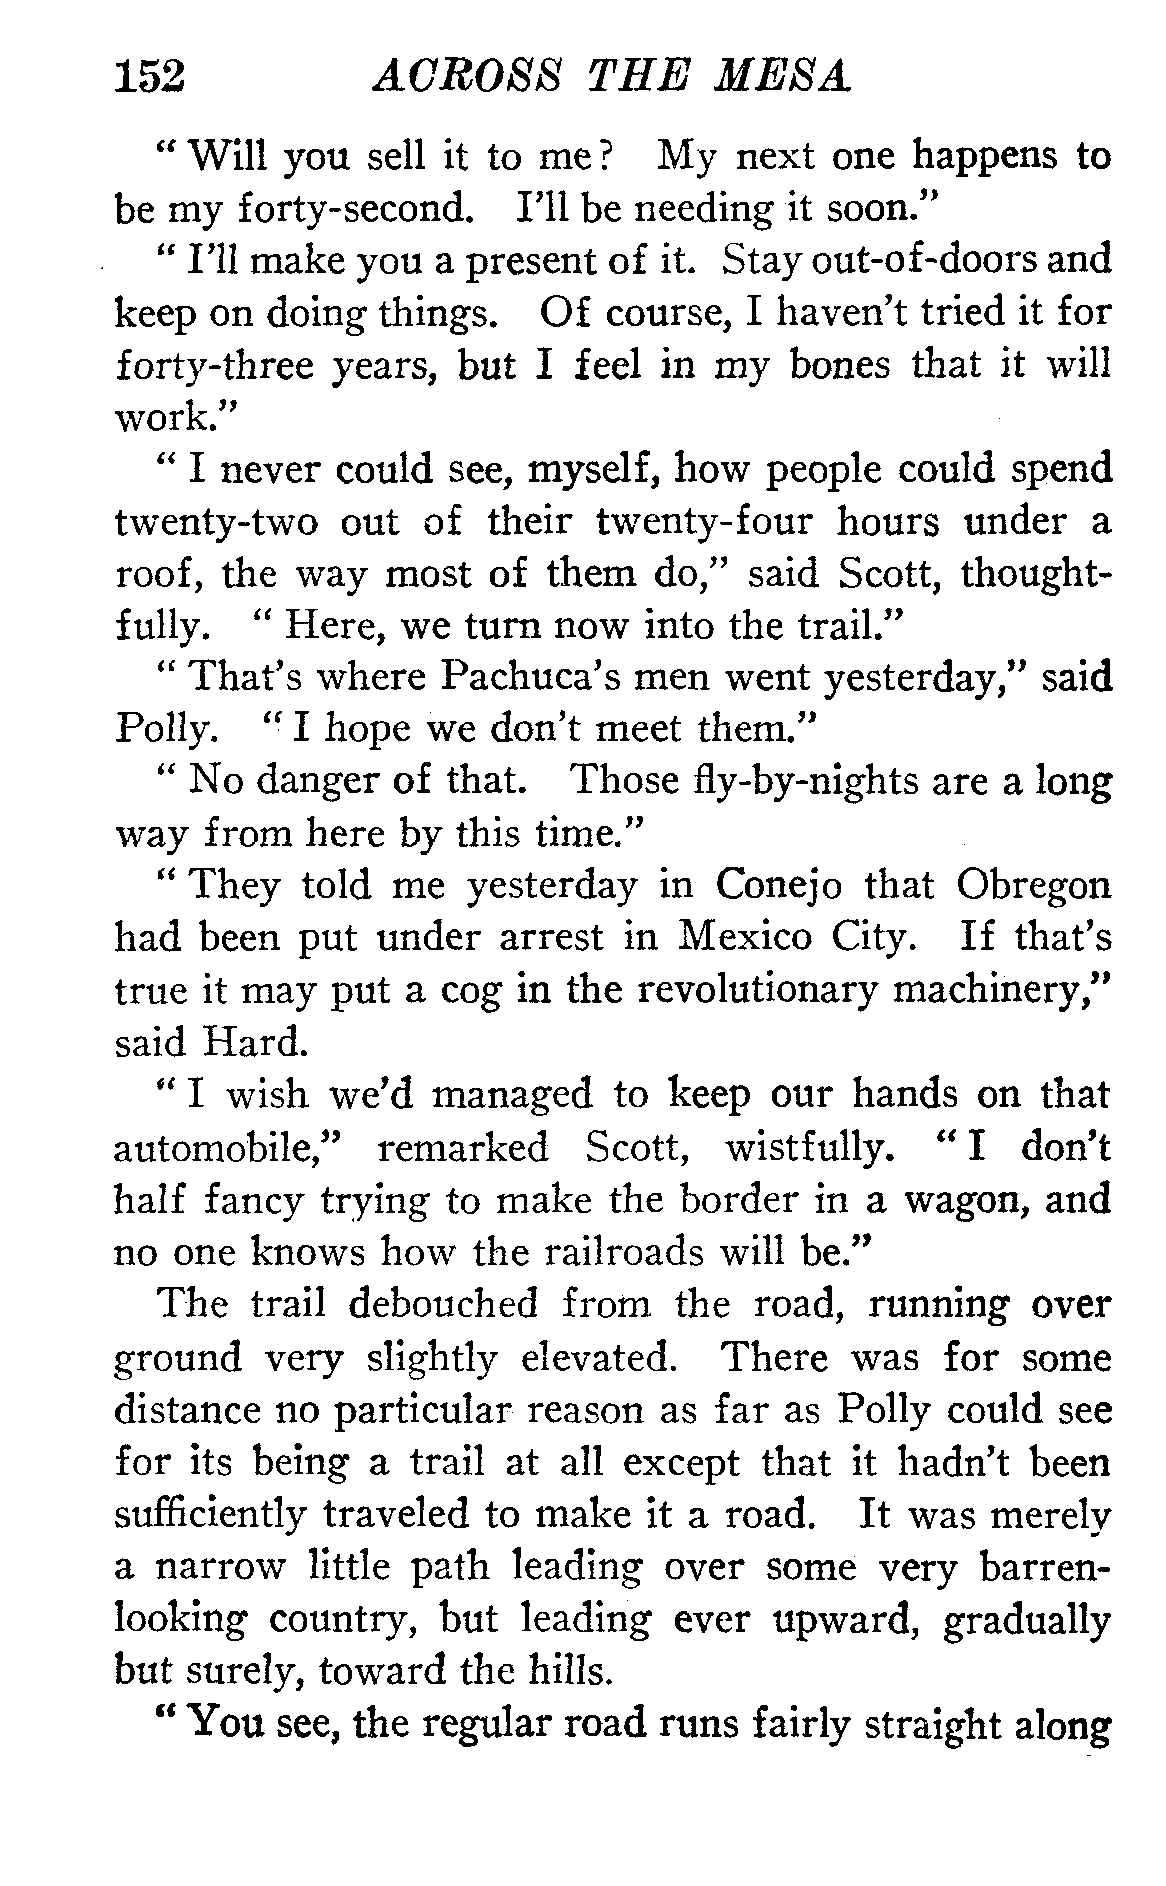 152 ACROSS THE MESA
" Will you sell it to me? My next one happens to
be my forty-second. I'll be needing it soon."
" I'll make you a present of it. Stay out-of-doors and
keep on doing things. Of course, I haven't tried it for
forty-three years, but I feel in my bones that it will
work."
" I never could see, myself, how people could spend
twenty-two out of their twenty-four hours under a
roof, the way most of them do," said Scott, thought-
fully. " Here, we turn now into the trail."
" That's where Pachuca's men went yesterday," said
Polly. " I hope we don't meet them."
" No danger of that. Those fly-by-nights are a long
way from here by this time."
" They told me yesterday in Conejo that Obregon
had been put under arrest in Mexico City. If that's
true it may put a cog in the revolutionary machinery,"
said Hard.
" I wish we'd managed to keep our hands on that
automobile," remarked Scott, wistfully. " I don't
half fancy trying to make the border in a wagon, and
no one knows how the railroads will be."
The trail debouched from the road, running over
ground very slightly elevated. There was for some
distance no particular reason as far as Polly could see
for its being a trail at all except that it hadn't been
sufficiently traveled to make it a road. It was merely
a narrow little path leading over some very barren-
looking country, but leading ever upward, gradually
but surely, toward the hills.
" You see, the regular road runs fairly straight along